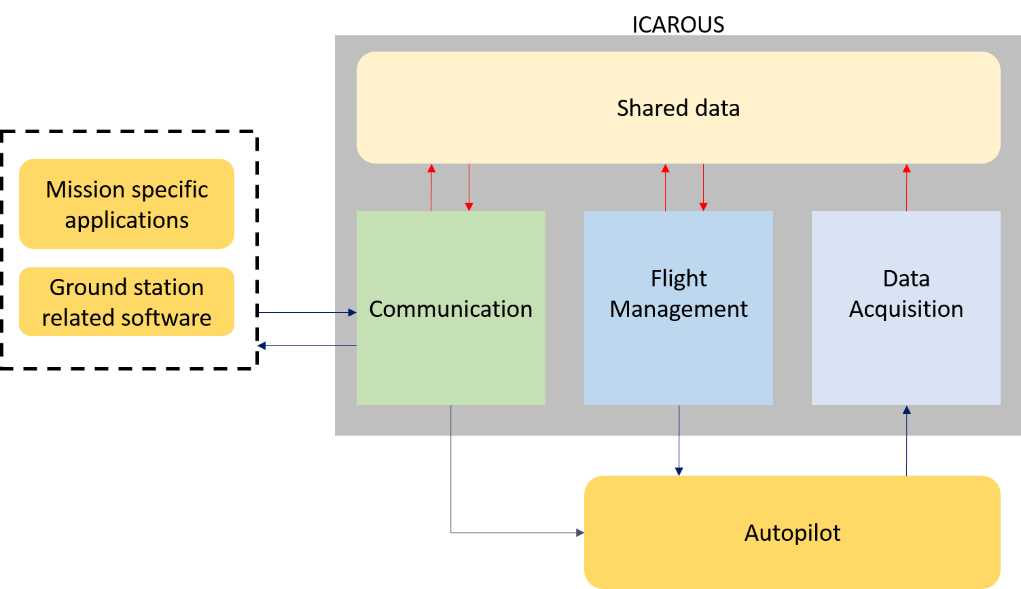 ICAROUS
Shared data
Mission specific
applications
Ground station
related software
Communication
Flight
Management
Data
Acquisition
Autopilot